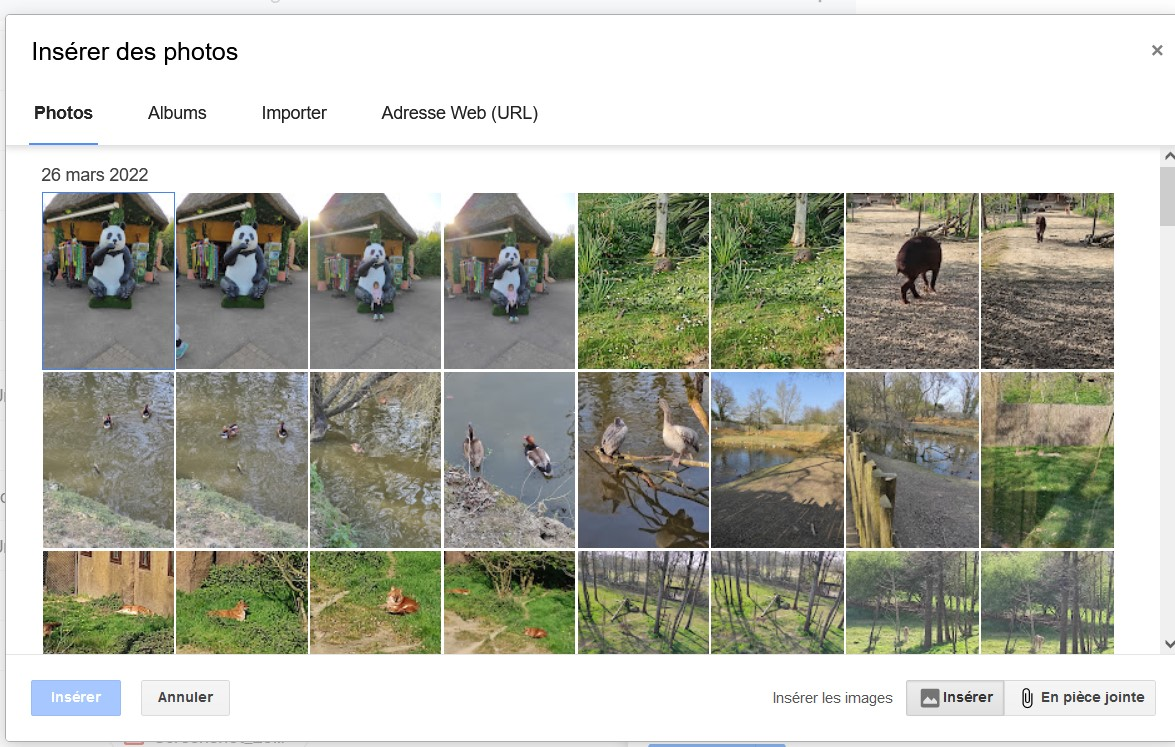 Insérer des photos
×
Photos Albums Importer Adresse Web (URL)
26 mars 2022
Insérer Annuler Insérer les images Insérer En pièce jointe